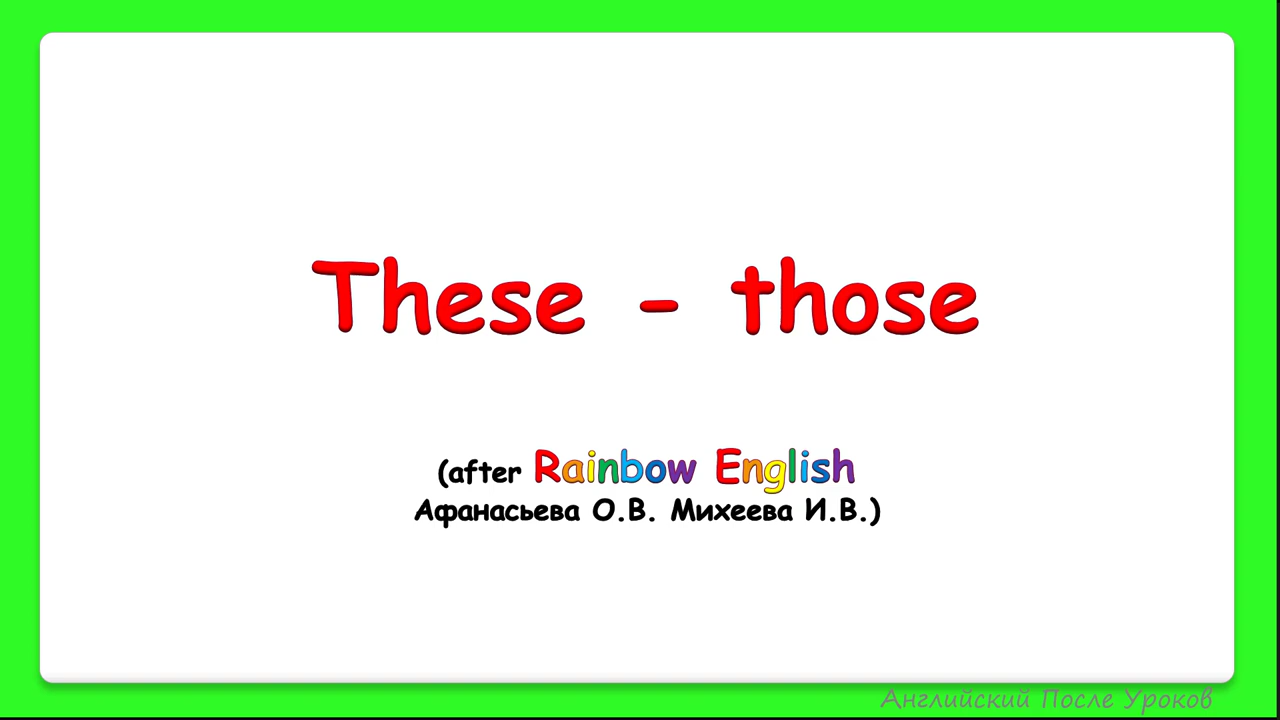 These - those
(after Rainbow English
Афанасьева О.В. Михеева И.В.)
Английский После Уроков